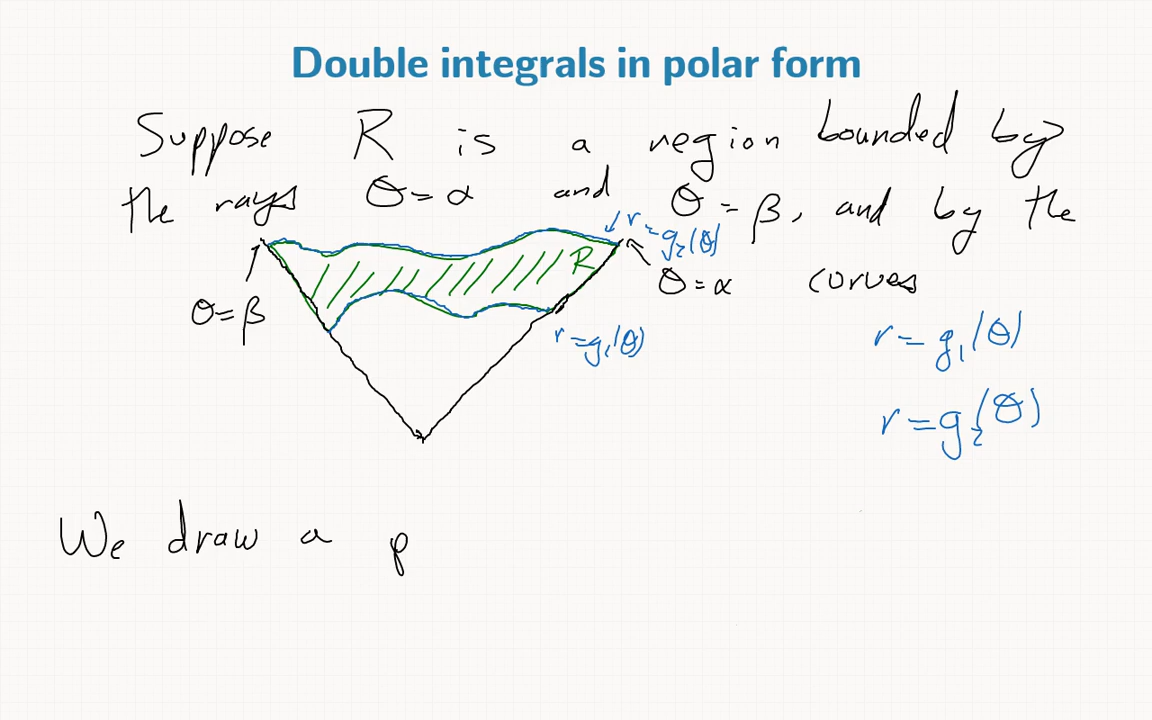 Double integrals in polar form
Suppose R is a region bounded by
the rays θ = α and θ = β, and by the
curves
r = g₂(θ)
R
θ = α
θ = β
r = g₁(θ)
r = g₁(θ)
r = g₂(θ)
We draw a p